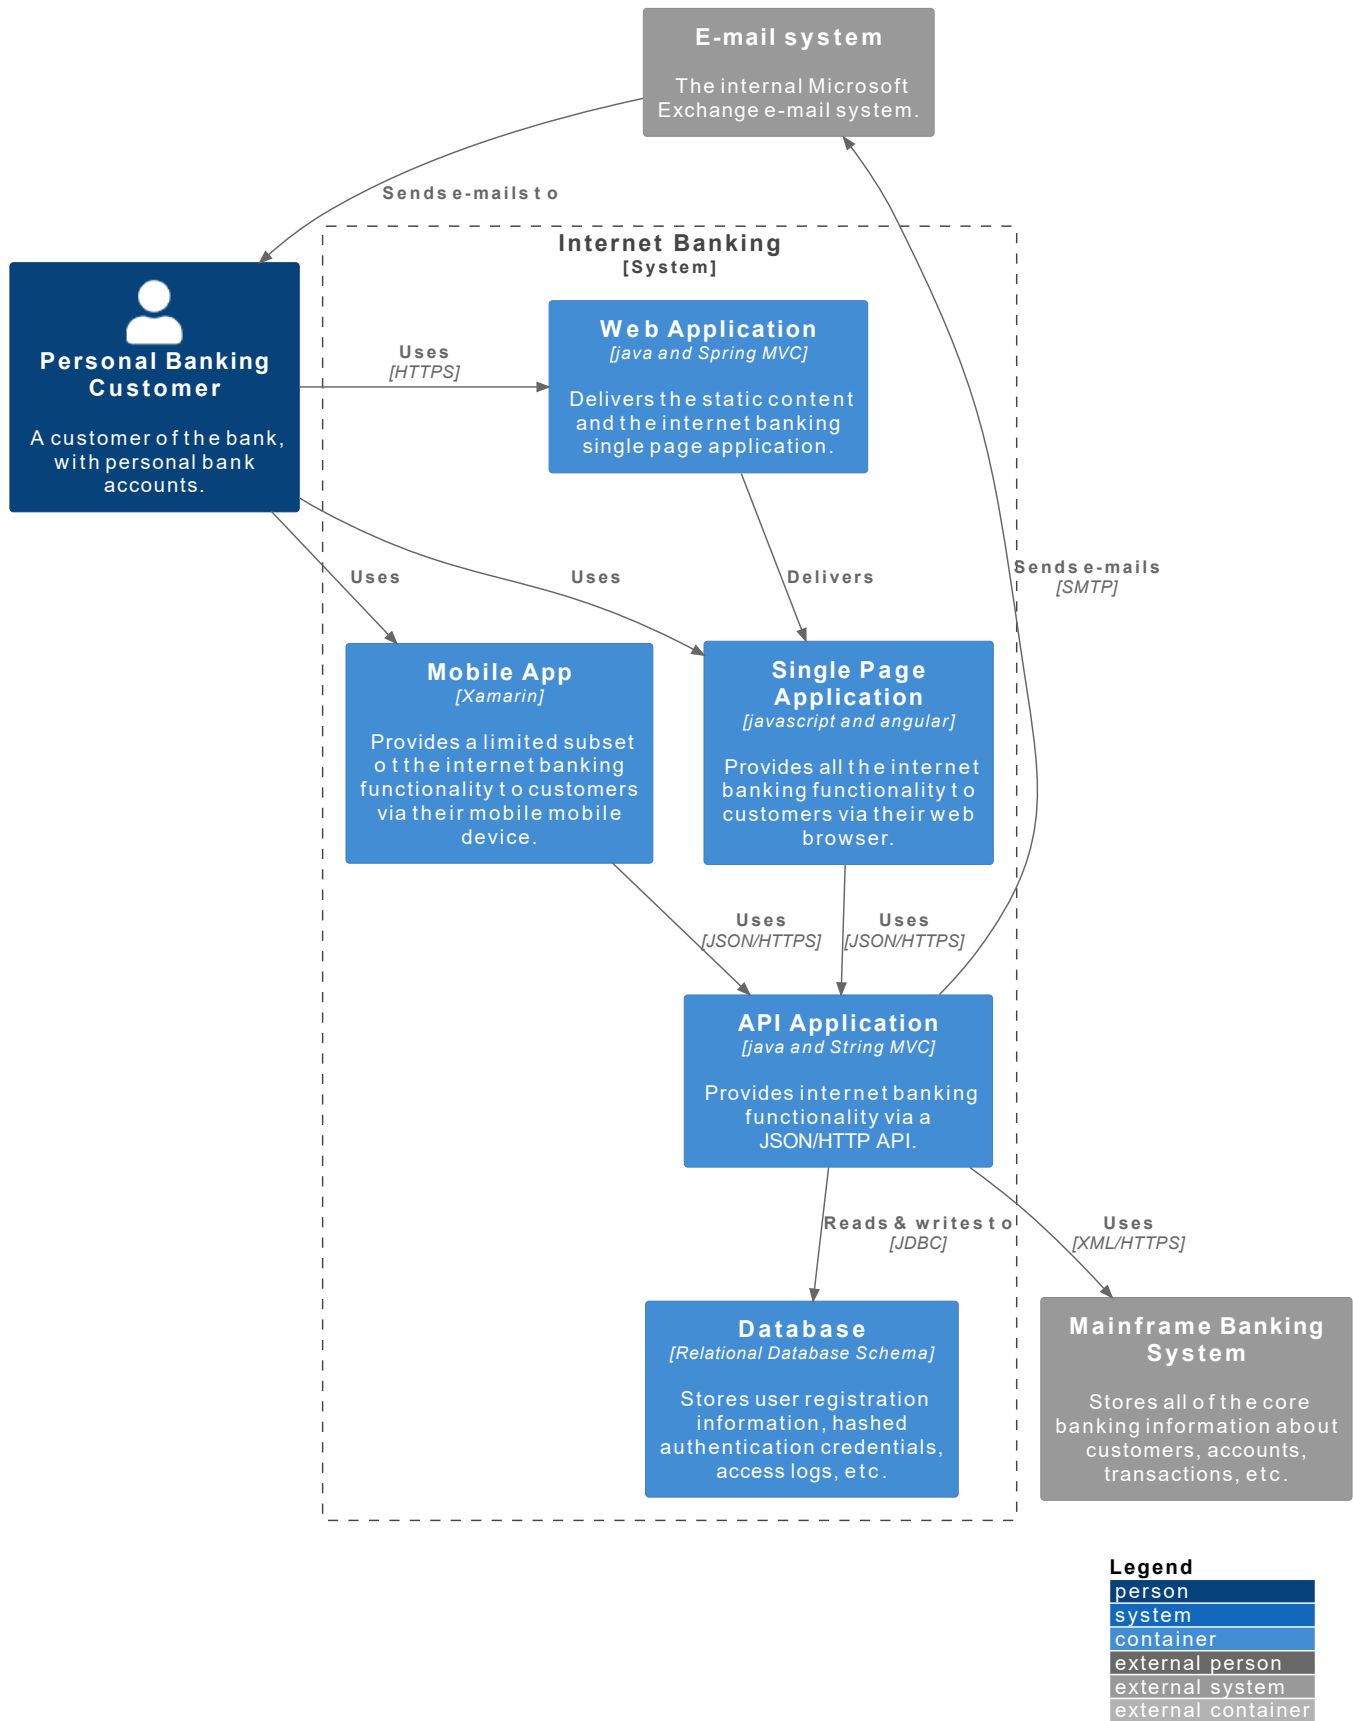 E-mail system
The internal Microsoft
Exchange e-mail system.
Sends e-mails to
Internet Banking
[System]
Personal Banking
Customer
A customer of the bank,
with personal bank
accounts.
Uses
[HTTPS]
Web Application
[java and Spring MVC]
Delivers the static content
and the internet banking
single page application.
Uses
Uses
Delivers
Sends e-mails
[SMTP]
Mobile App
[Xamarin]
Provides a limited subset
ot the internet banking
functionality to customers
via their mobile mobile
device.
Single Page
Application
[javascript and angular]
Provides all the internet
banking functionality to
customers via their web
browser.
Uses
[JSON/HTTPS]
Uses
[JSON/HTTPS]
API Application
[java and String MVC]
Provides internet banking
functionality via a
JSON/HTTP API.
Reads & writes to
[JDBC]
Uses
[XML/HTTPS]
Database
[Relational Database Schema]
Stores user registration
information, hashed
authentication credentials,
access logs, etc.
Mainframe Banking
System
Stores all of the core
banking information about
customers, accounts,
transactions, etc.
Legend
person
system
container
external person
external system
external container